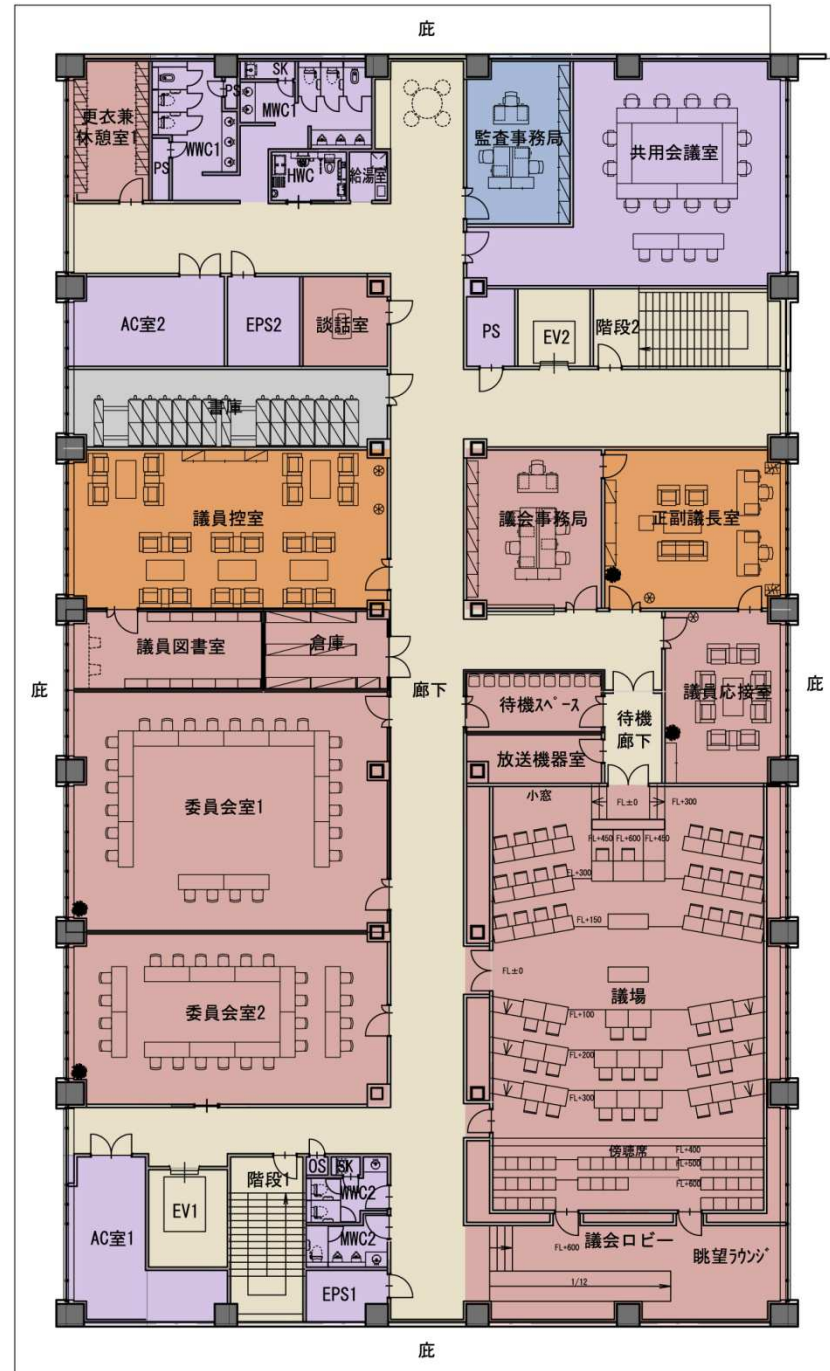 庇
更衣兼
休憩室1
PS
WWC1
PS
SK
MWC1
HWC
給湯室
監査事務局
共用会議室
AC室2
EPS2
談話室
PS
EV2
階段2
書庫
議員控室
議会事務局
正副議長室
議員図書室
倉庫
庇
廊下
待機スペース
待機
廊下
議員応接室
庇
放送機器室
委員会室1
小窓
FL±0
FL+300
FL+450
FL+600
FL+450
FL+300
FL+150
FL±0
議場
FL+100
FL+200
FL+300
委員会室2
傍聴席
FL+400
FL+500
FL+600
階段1
OS
SK
WWC2
EV1
MWC2
AC室1
EPS1
FL+600
議会ロビー
眺望ラウンジ
1/12
庇